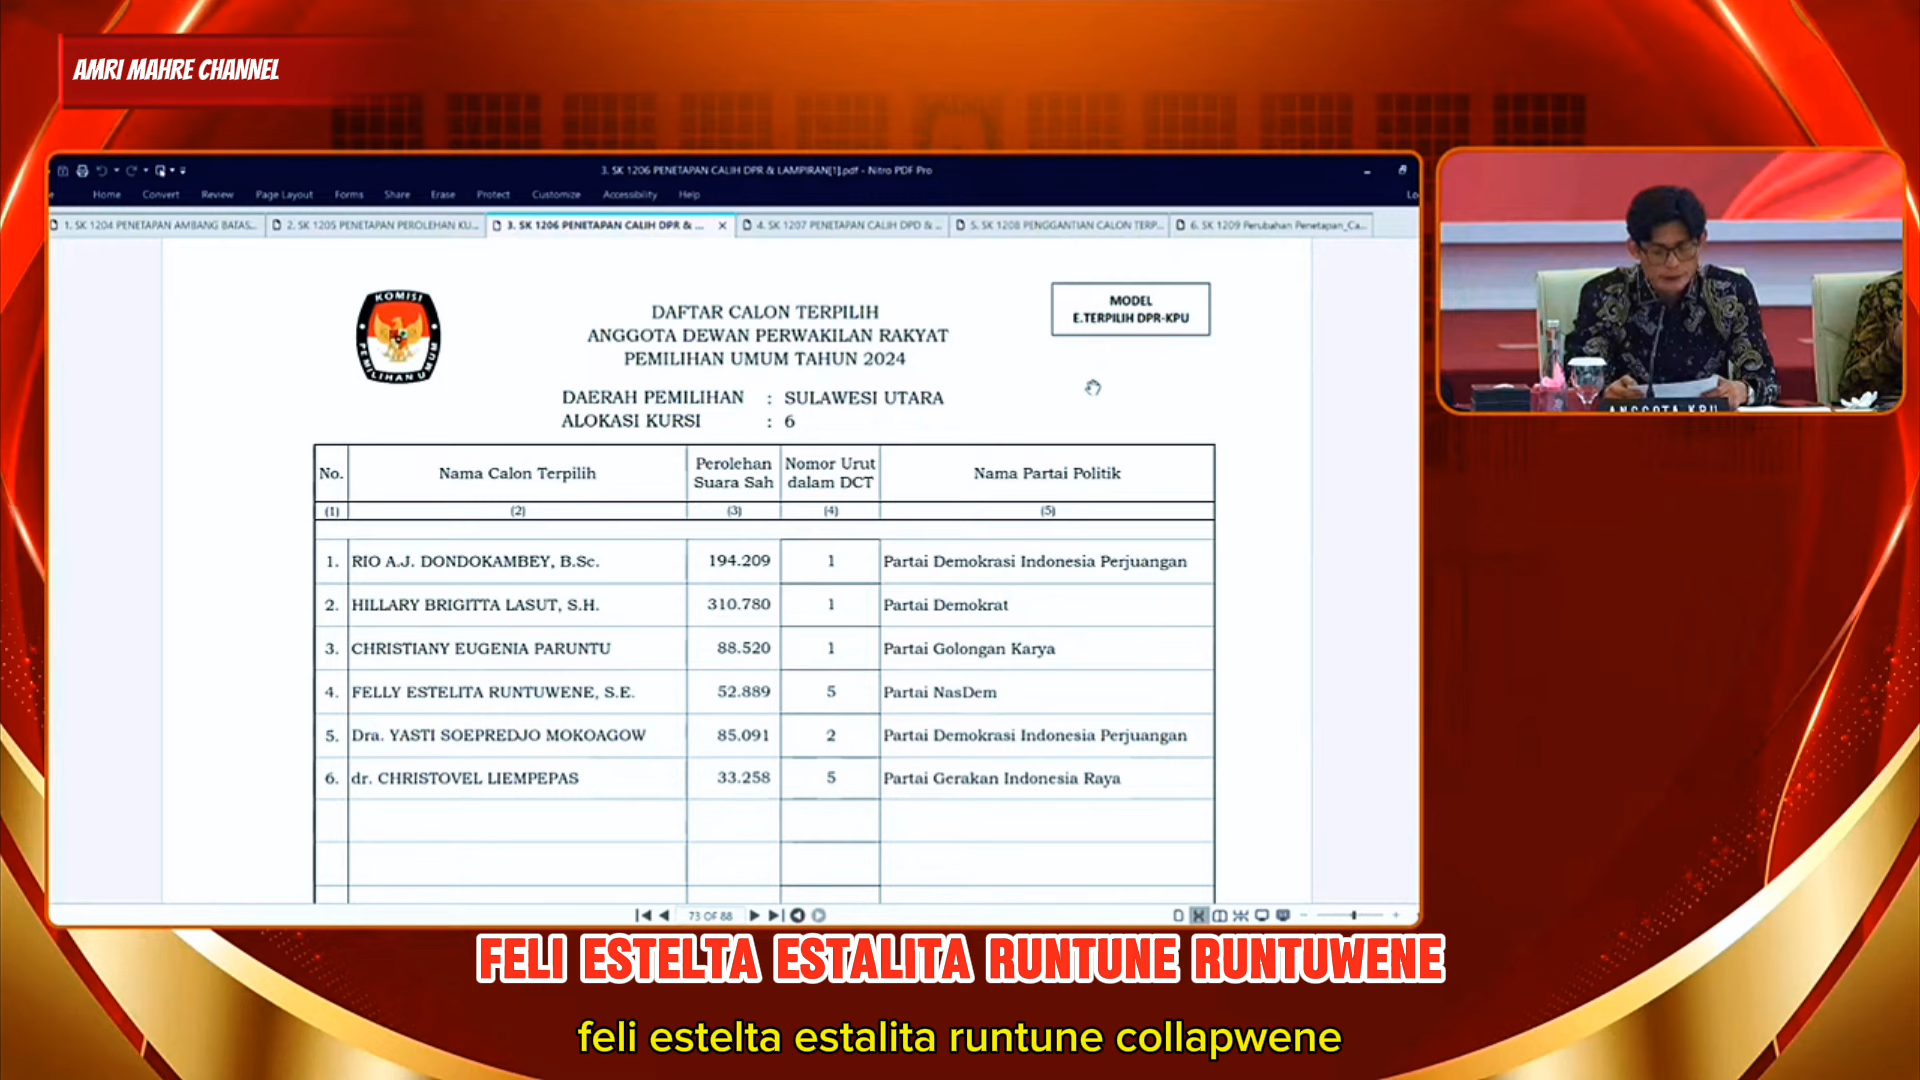 AMRI MAHRE CHANNEL
3. SK 1206 PENETAPAN CALIH DPR & LAMPIRAN[1].pdf - Nitro PDF Pro
Home Convert Review Page Layout Forms Share Erase Protect Customize Accessibility Help Lo
1. SK 1204 PENETAPAN AMBANG BATAS... 2. SK 1205 PENETAPAN PEROLEHAN KU... 3. SK 1206 PENETAPAN CALIH DPR & ... 4. SK 1207 PENETAPAN CALIH DPD & ... 5. SK 1208 PENGGANTIAN CALON TERP... 6. SK 1209 Perubahan Penetapan_Ca...
KOMISI
PEMILIHAN UMUM
DAFTAR CALON TERPILIH
ANGGOTA DEWAN PERWAKILAN RAKYAT
PEMILIHAN UMUM TAHUN 2024
MODEL
E.TERPILIH DPR-KPU
DAERAH PEMILIHAN : SULAWESI UTARA
ALOKASI KURSI : 6
No. Nama Calon Terpilih Perolehan Suara Sah Nomor Urut dalam DCT Nama Partai Politik
(1) (2) (3) (4) (5)
1. RIO A.J. DONDOKAMBEY, B.Sc. 194.209 1 Partai Demokrasi Indonesia Perjuangan
2. HILLARY BRIGITTA LASUT, S.H. 310.780 1 Partai Demokrat
3. CHRISTIANY EUGENIA PARUNTU 88.520 1 Partai Golongan Karya
4. FELLY ESTELITA RUNTUWENE, S.E. 52.889 5 Partai NasDem
5. Dra. YASTI SOEPREDJO MOKOAGOW 85.091 2 Partai Demokrasi Indonesia Perjuangan
6. dr. CHRISTOVEL LIEMPEPAS 33.258 5 Partai Gerakan Indonesia Raya
73 OF 88
ANGGOTA KPU
FELI ESTELTA ESTALITA RUNTUNE RUNTUWENE
feli estelta estalita runtune collapwene